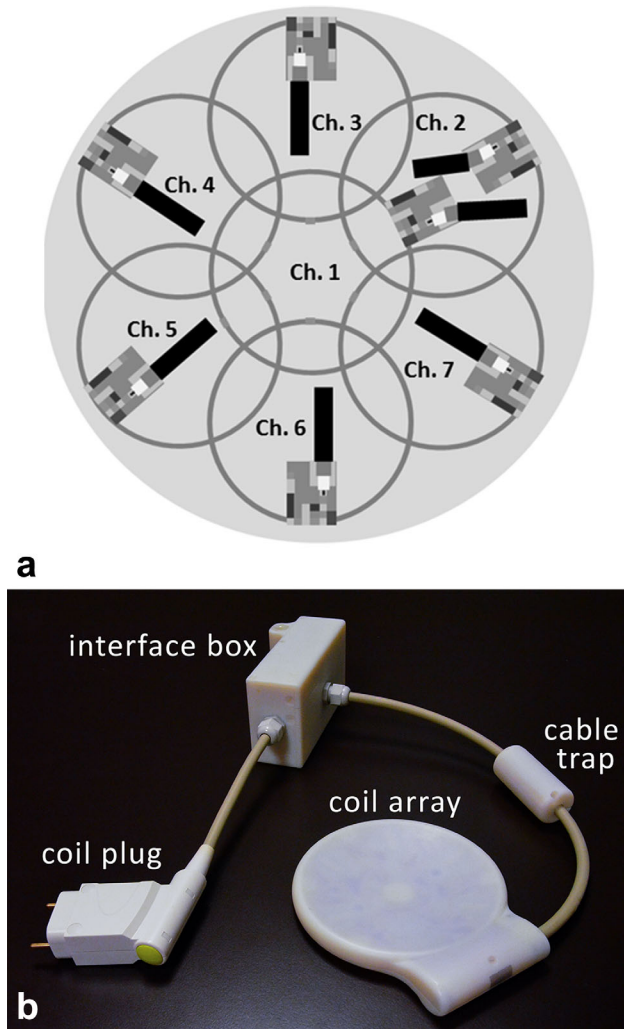 Ch. 3
Ch. 2
Ch. 4
Ch. 1
Ch. 5
Ch. 7
Ch. 6
a
interface box
cable
trap
coil array
coil plug
b